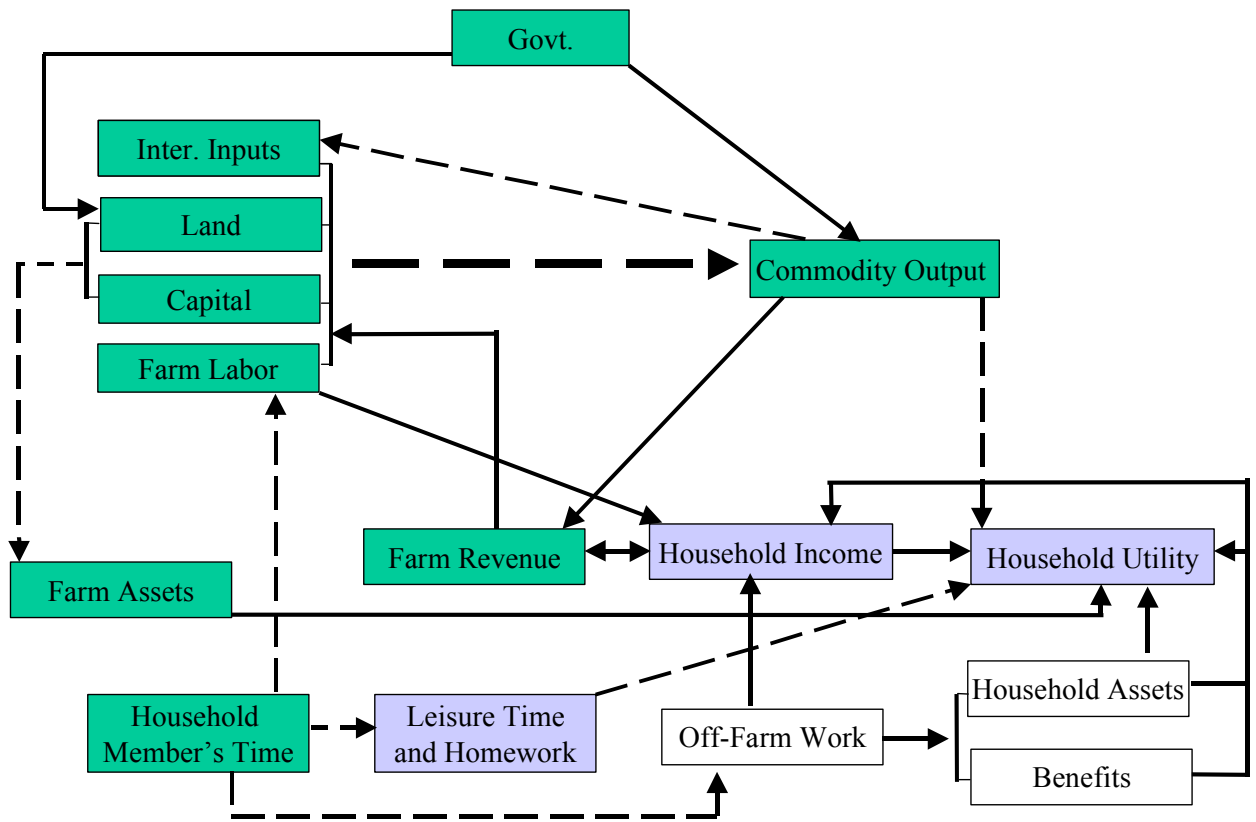 Govt.
Inter. Inputs
Land
Capital
Farm Labor
Commodity Output
Farm Revenue
Household Income
Household Utility
Farm Assets
Household
Member's Time
Leisure Time
and Homework
Off-Farm Work
Household Assets
Benefits